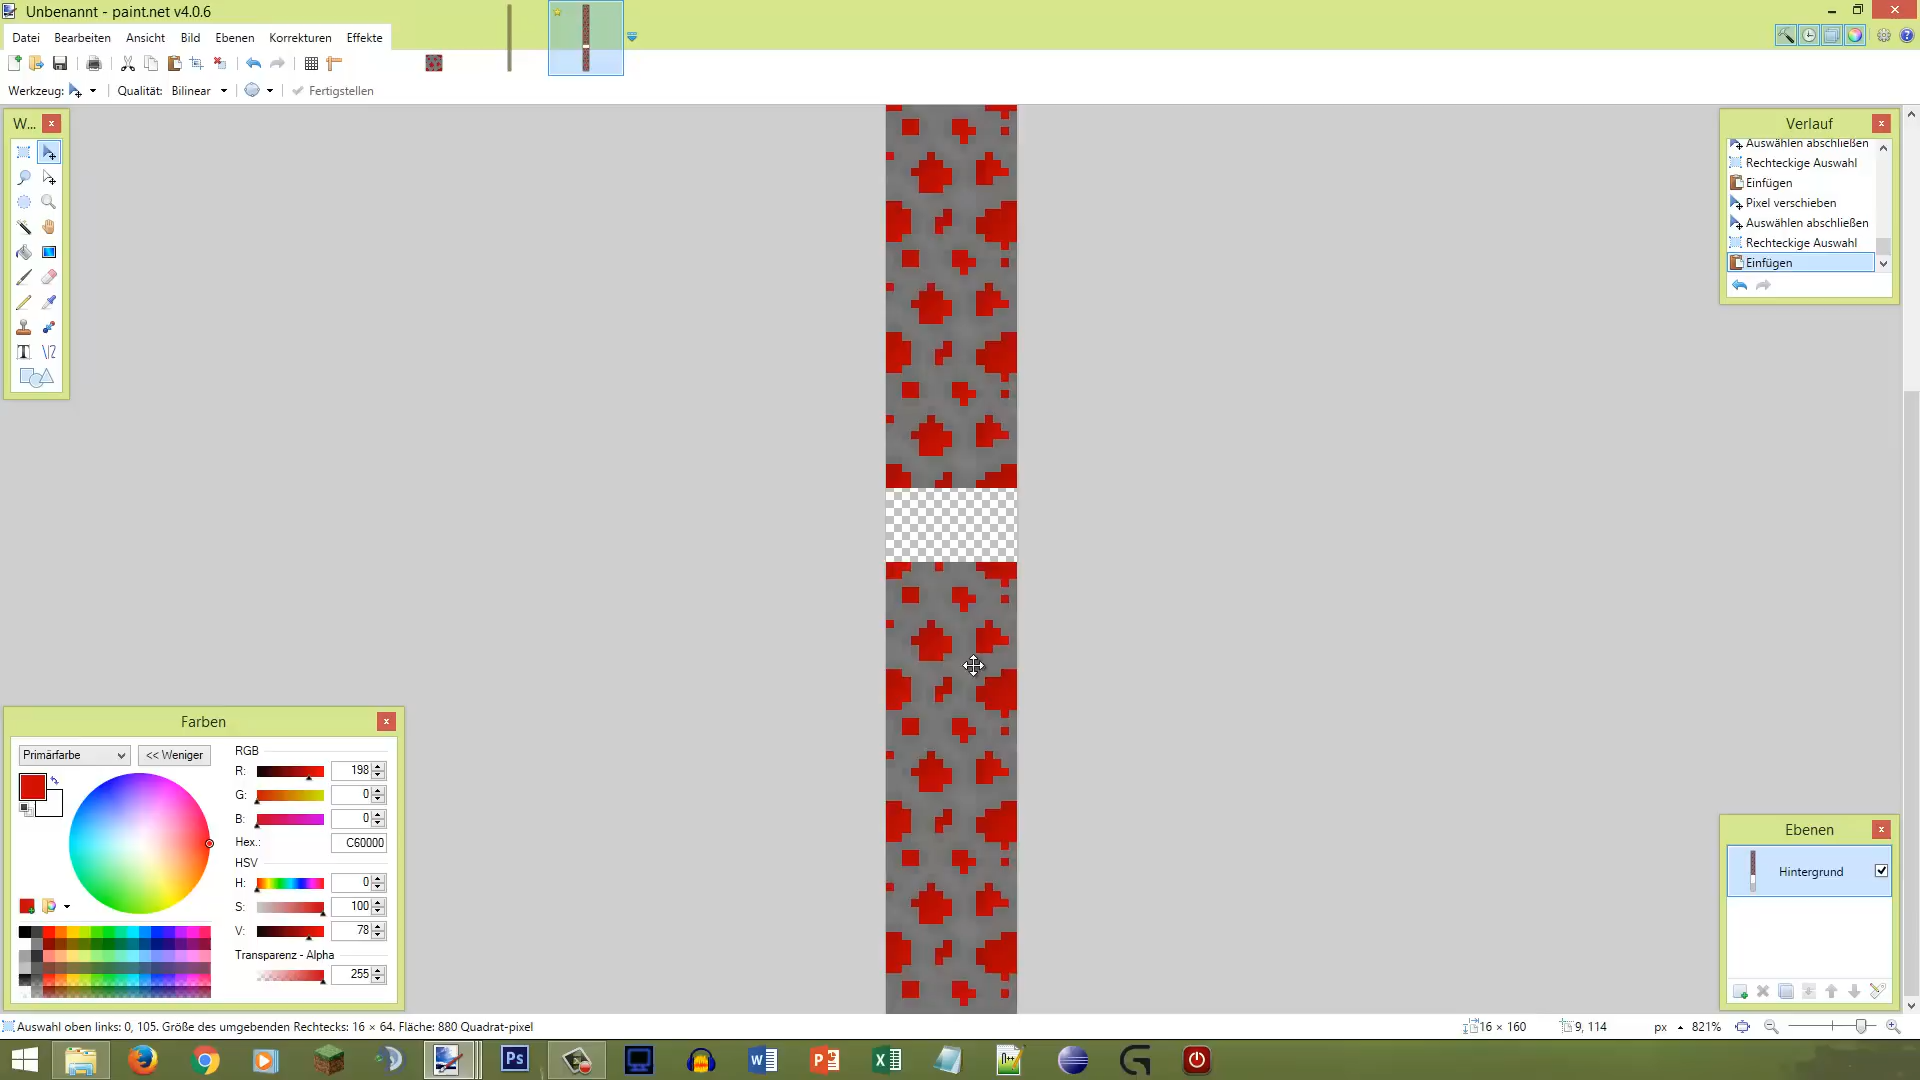 Unbenannt - paint.net v4.0.6
Datei Bearbeiten Ansicht Bild Ebenen Korrekturen Effekte
Werkzeug: Qualität: Bilinear Fertigstellen
W...
Verlauf
Auswählen abschließen
Rechteckige Auswahl
Einfügen
Pixel verschieben
Auswählen abschließen
Rechteckige Auswahl
Einfügen
Farben
Primärfarbe << Weniger
RGB
R: 198
G: 0
B: 0
Hex.: C60000
HSV
H: 0
S: 100
V: 78
Transparenz - Alpha
255
Ebenen
Hintergrund
Auswahl oben links: 0, 105. Größe des umgebenden Rechtecks: 16 × 64. Fläche: 880 Quadrat-pixel
16 × 160 9, 114 px 821%